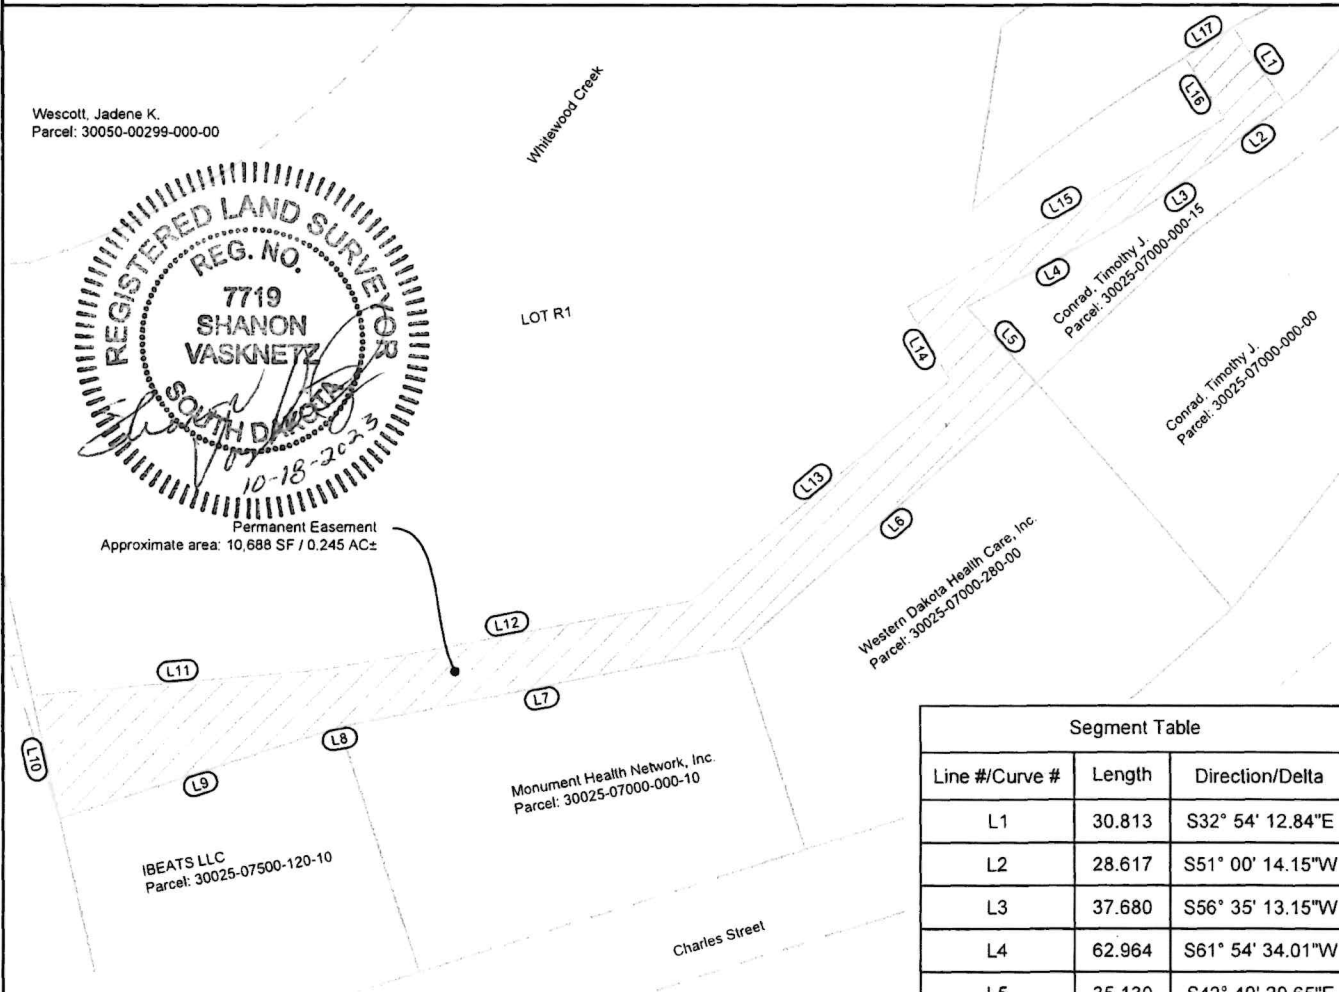 Wescott, Jadene K.
Parcel: 30050-00299-000-00
Whitewood Creek
L17
L1
L16
L2
L15
L3
L4
Conrad, Timothy J.
Parcel: 30025-07000-000-15
L14
L5
Conrad, Timothy J.
Parcel: 30025-07000-000-00
LOT R1
REGISTERED LAND SURVEYOR
REG. NO.
7719
SHANON
VASKNETZ
SOUTH DAKOTA
10-18-2023
Permanent Easement
Approximate area: 10,688 SF / 0.245 AC±
L13
L6
Western Dakota Health Care, Inc.
Parcel: 30025-07000-280-00
L12
L11
L7
L8
L10
L9
Monument Health Network, Inc.
Parcel: 30025-07000-000-10
IBEATS LLC
Parcel: 30025-07500-120-10
Charles Street
Segment Table
Line #/Curve # Length Direction/Delta
L1 30.813 S32° 54' 12.84"E
L2 28.617 S51° 00' 14.15"W
L3 37.680 S56° 35' 13.15"W
L4 62.964 S61° 54' 34.01"W